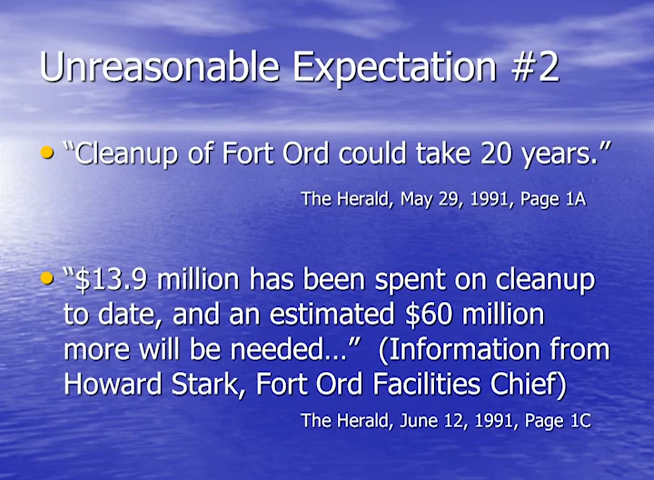 Unreasonable Expectation #2
• “Cleanup of Fort Ord could take 20 years.”
The Herald, May 29, 1991, Page 1A
• “$13.9 million has been spent on cleanup
to date, and an estimated $60 million
more will be needed…” (Information from
Howard Stark, Fort Ord Facilities Chief)
The Herald, June 12, 1991, Page 1C